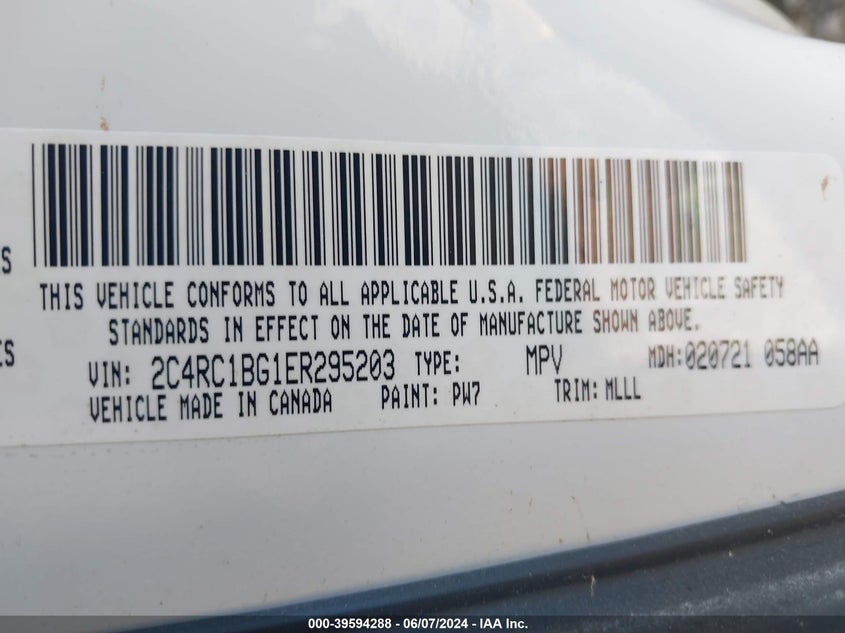 S
THIS VEHICLE CONFORMS TO ALL APPLICABLE U.S.A. FEDERAL MOTOR VEHICLE SAFETY
STANDARDS IN EFFECT ON THE DATE OF MANUFACTURE SHOWN ABOVE.
ES
VIN: 2C4RC1BG1ER295203 TYPE: MPV MDH:020721 058AA
VEHICLE MADE IN CANADA PAINT: PW7 TRIM: MLLL
000-39594288 - 06/07/2024 - IAA Inc.